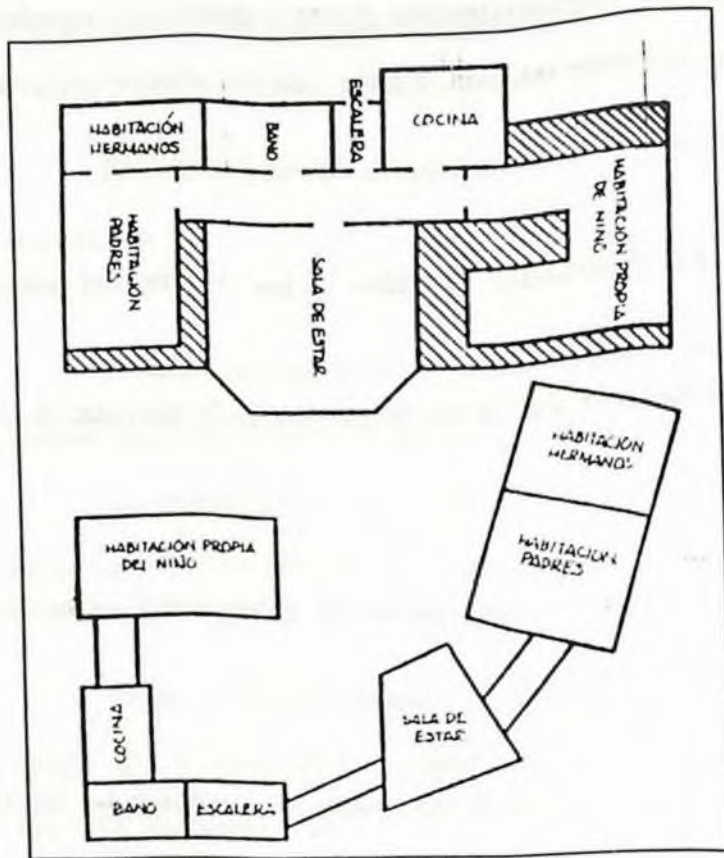 HABITACIÓN
HERMANOS
BAÑO
ESCALERA
COCINA
HABITACIÓN
PADRES
SALA DE ESTAR
HABITACIÓN PROPIA
DE NIÑO
HABITACIÓN
HERMANOS
HABITACIÓN
PADRES
HABITACIÓN PROPIA
DEL NIÑO
COCINA
SALA DE
ESTAR
BAÑO
ESCALERA